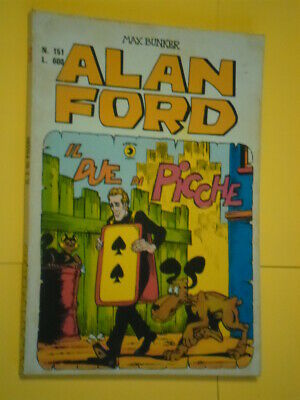 MAX BUNKER
N. 151
L. 600
ALAN
FORD
IL DUE DI PICCHE